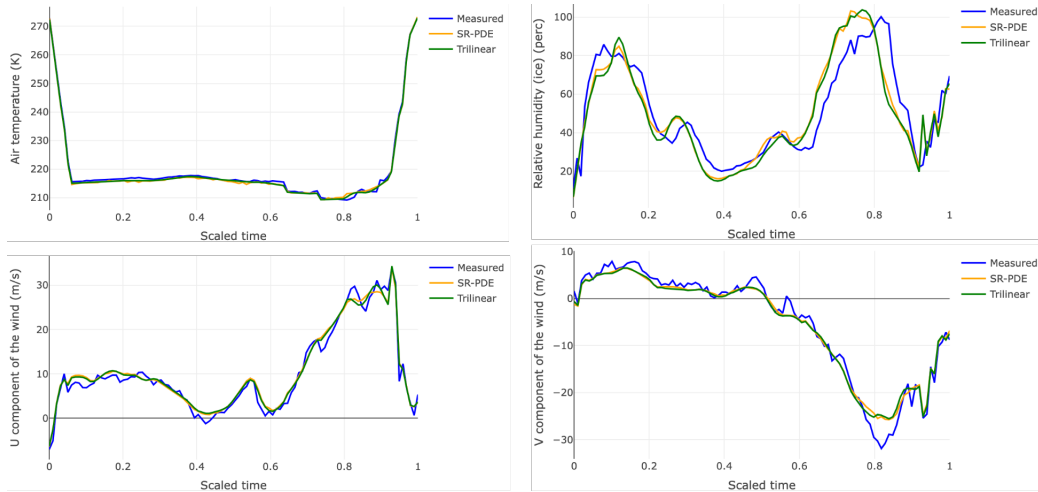 Air temperature (K)
270
260
250
240
230
220
210
0
0.2
0.4
0.6
0.8
1
Scaled time
Measured
SR-PDE
Trilinear
Relative humidity (ice) (perc)
100
80
60
40
20
0
0.2
0.4
0.6
0.8
1
Scaled time
Measured
SR-PDE
Trilinear
U component of the wind (m/s)
30
20
10
0
0
0.2
0.4
0.6
0.8
1
Scaled time
Measured
SR-PDE
Trilinear
V component of the wind (m/s)
10
0
−10
−20
−30
0
0.2
0.4
0.6
0.8
1
Scaled time
Measured
SR-PDE
Trilinear